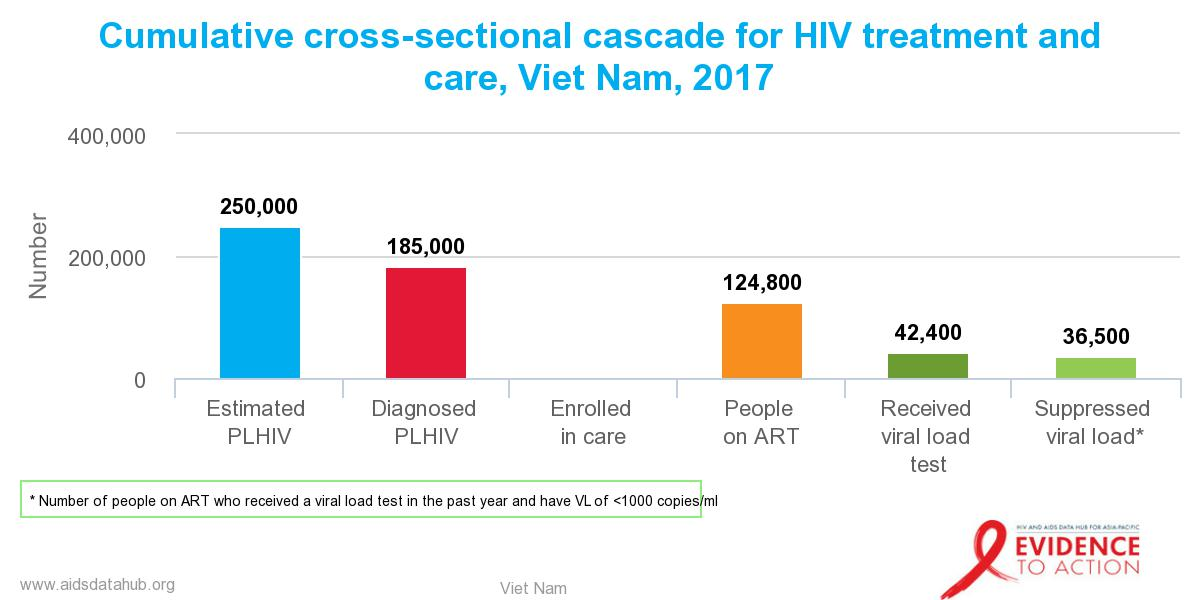 Cumulative cross-sectional cascade for HIV treatment and
care, Viet Nam, 2017
Number
400,000
200,000
0
250,000
185,000
124,800
42,400
36,500
Estimated
PLHIV
Diagnosed
PLHIV
Enrolled
in care
People
on ART
Received
viral load
test
Suppressed
viral load*
* Number of people on ART who received a viral load test in the past year and have VL of <1000 copies/ml
HIV AND AIDS DATA HUB FOR ASIA-PACIFIC
EVIDENCE
TO ACTION
www.aidsdatahub.org
Viet Nam